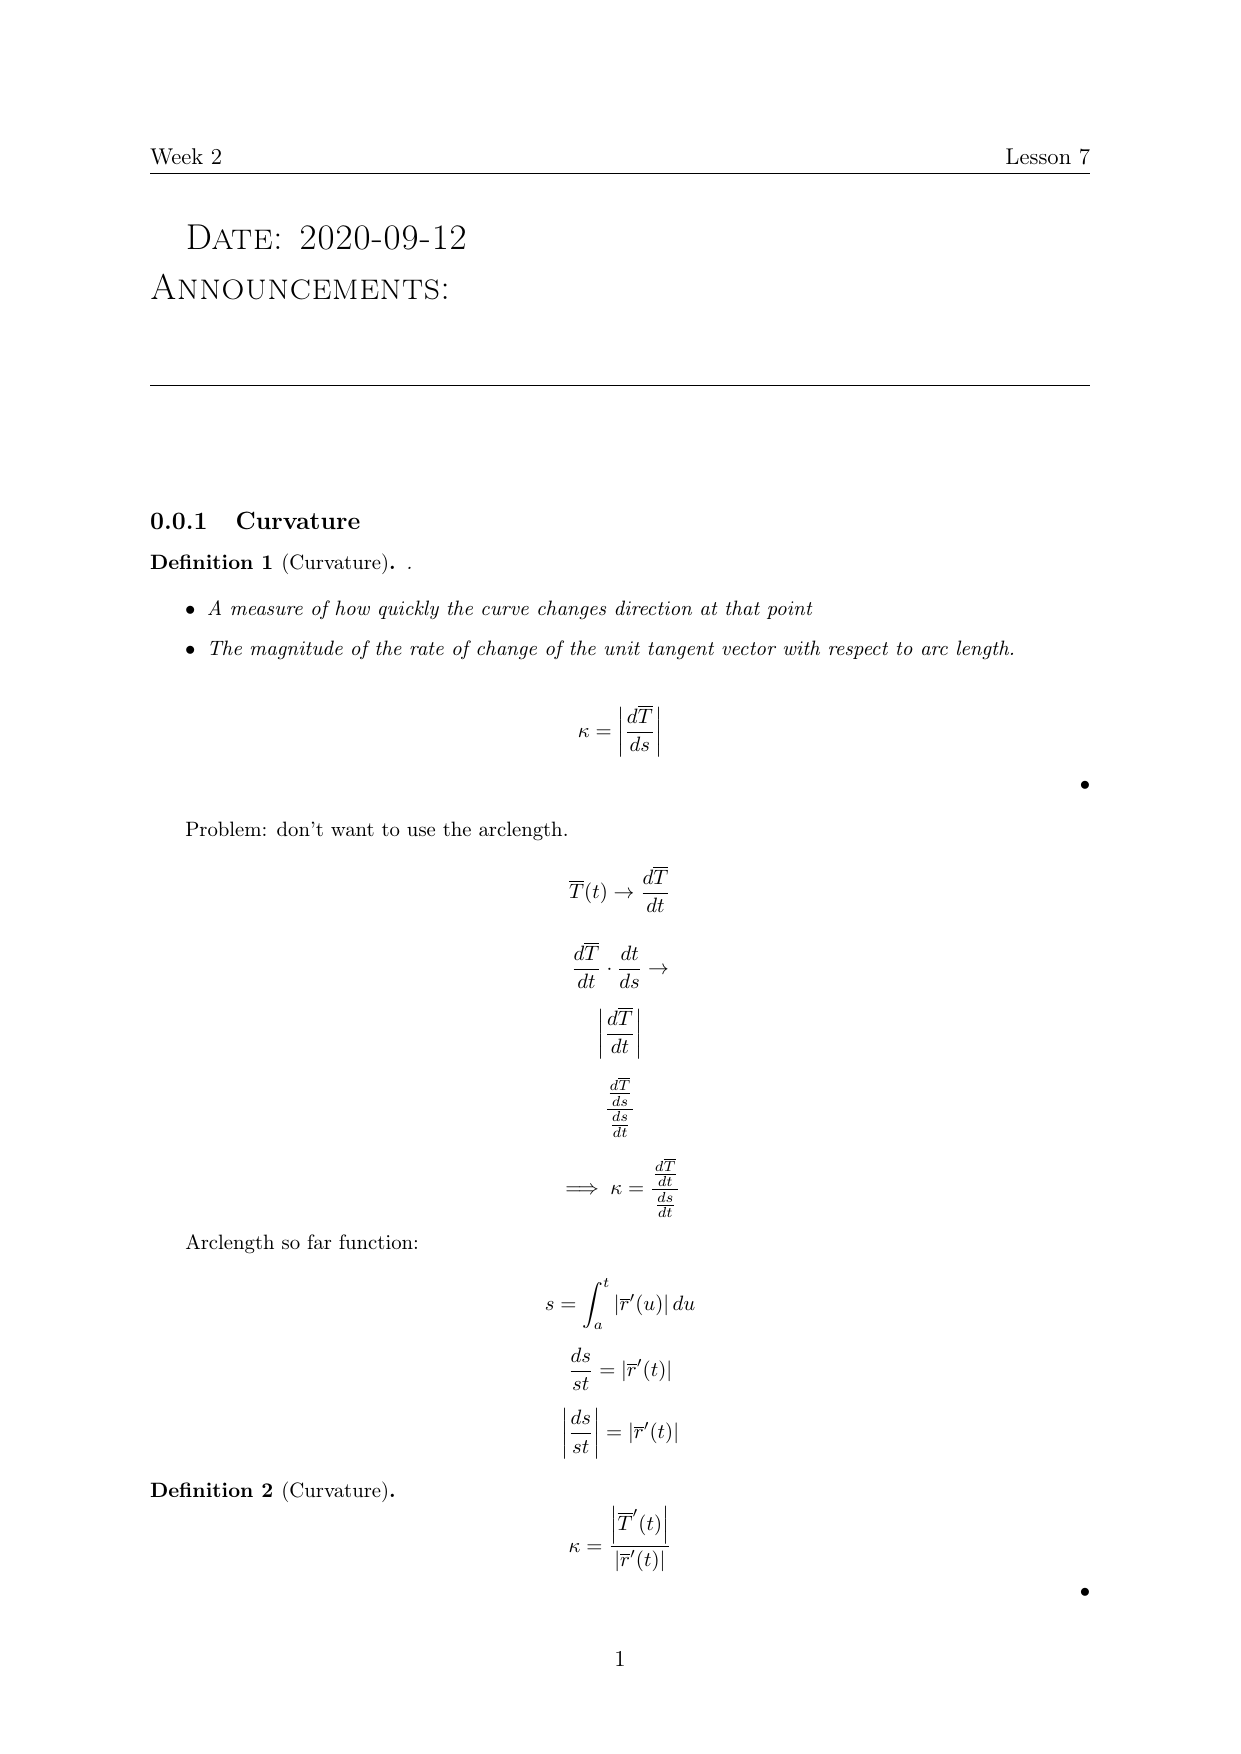 Week 2 Lesson 7
DATE: 2020-09-12
ANNOUNCEMENTS:
0.0.1 Curvature
Definition 1 (Curvature). .
• A measure of how quickly the curve changes direction at that point
• The magnitude of the rate of change of the unit tangent vector with respect to arc length.
$\kappa = \left| \frac{d\overline{T}}{ds} \right|$
•
Problem: don't want to use the arclength.
$\overline{T}(t) \to \frac{d\overline{T}}{dt}$
$\frac{d\overline{T}}{dt} \cdot \frac{dt}{ds} \to$
$\left| \frac{d\overline{T}}{dt} \right|$
$\frac{\frac{d\overline{T}}{ds}}{\frac{ds}{dt}}$
$\implies \kappa = \frac{\frac{d\overline{T}}{dt}}{\frac{ds}{dt}}$
Arclength so far function:
$s = \int_a^t |\overline{r}'(u)| \, du$
$\frac{ds}{st} = |\overline{r}'(t)|$
$\left| \frac{ds}{st} \right| = |\overline{r}'(t)|$
Definition 2 (Curvature).
$\kappa = \frac{\left| \overline{T}'(t) \right|}{|\overline{r}'(t)|}$
•
1